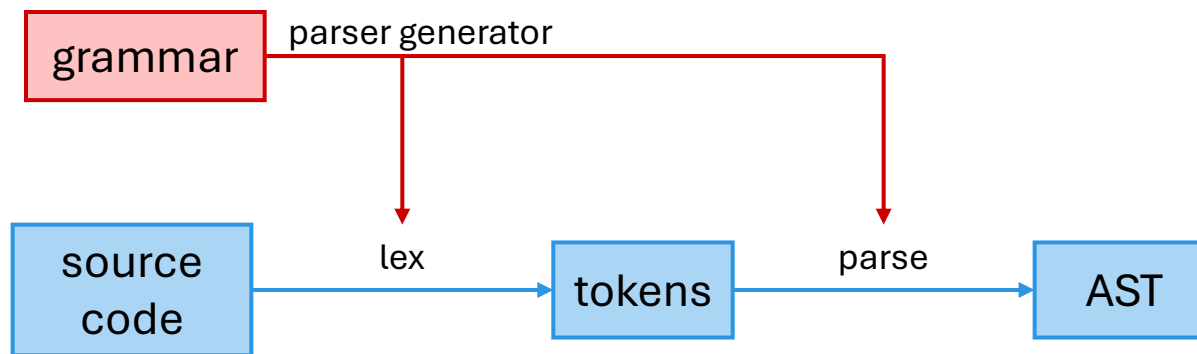 grammar
parser generator
source
code
lex
tokens
parse
AST